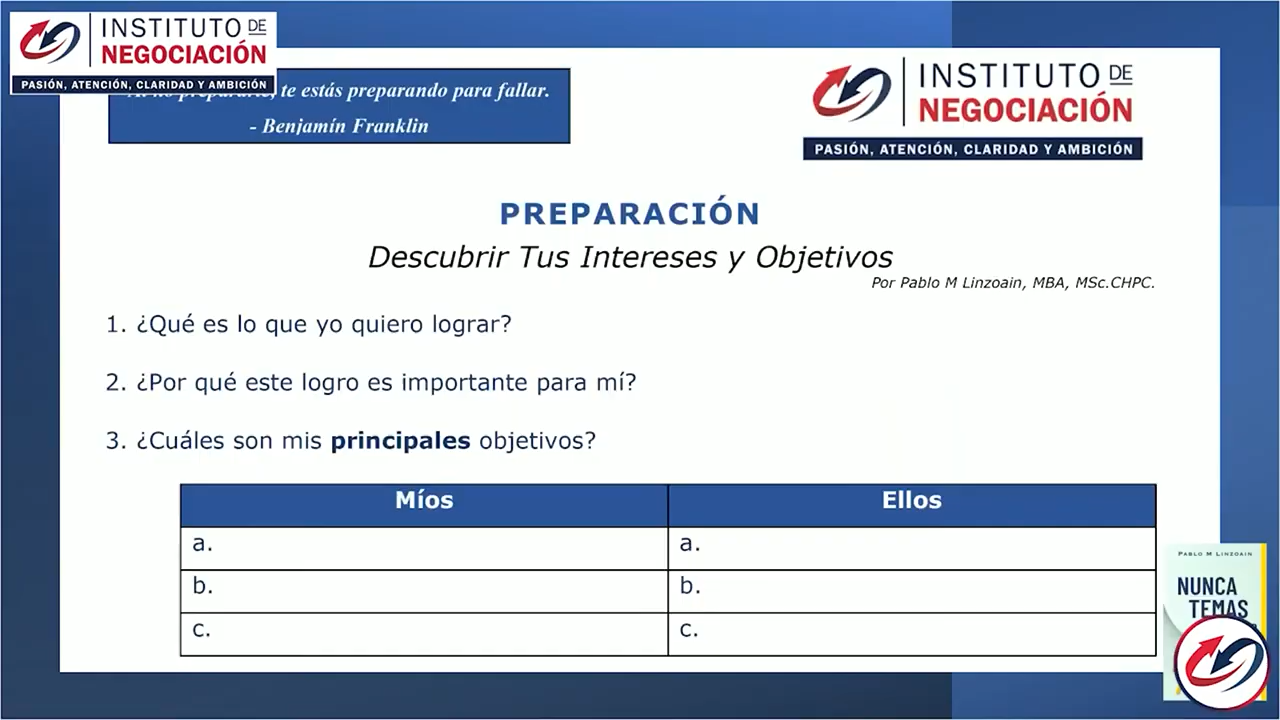 INSTITUTO DE
NEGOCIACIÓN
PASIÓN, ATENCIÓN, CLARIDAD Y AMBICIÓN
te estás preparando para fallar.
- Benjamín Franklin
INSTITUTO DE
NEGOCIACIÓN
PASIÓN, ATENCIÓN, CLARIDAD Y AMBICIÓN
PREPARACIÓN
Descubrir Tus Intereses y Objetivos
Por Pablo M Linzoain, MBA, MSc.CHPC.
1. ¿Qué es lo que yo quiero lograr?
2. ¿Por qué este logro es importante para mí?
3. ¿Cuáles son mis principales objetivos?
Míos Ellos
a. a.
b. b.
c. c.
PABLO M LINZOAIN
NUNCA
TEMAS